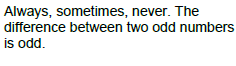 Always, sometimes, never. The
difference between two odd numbers
is odd.